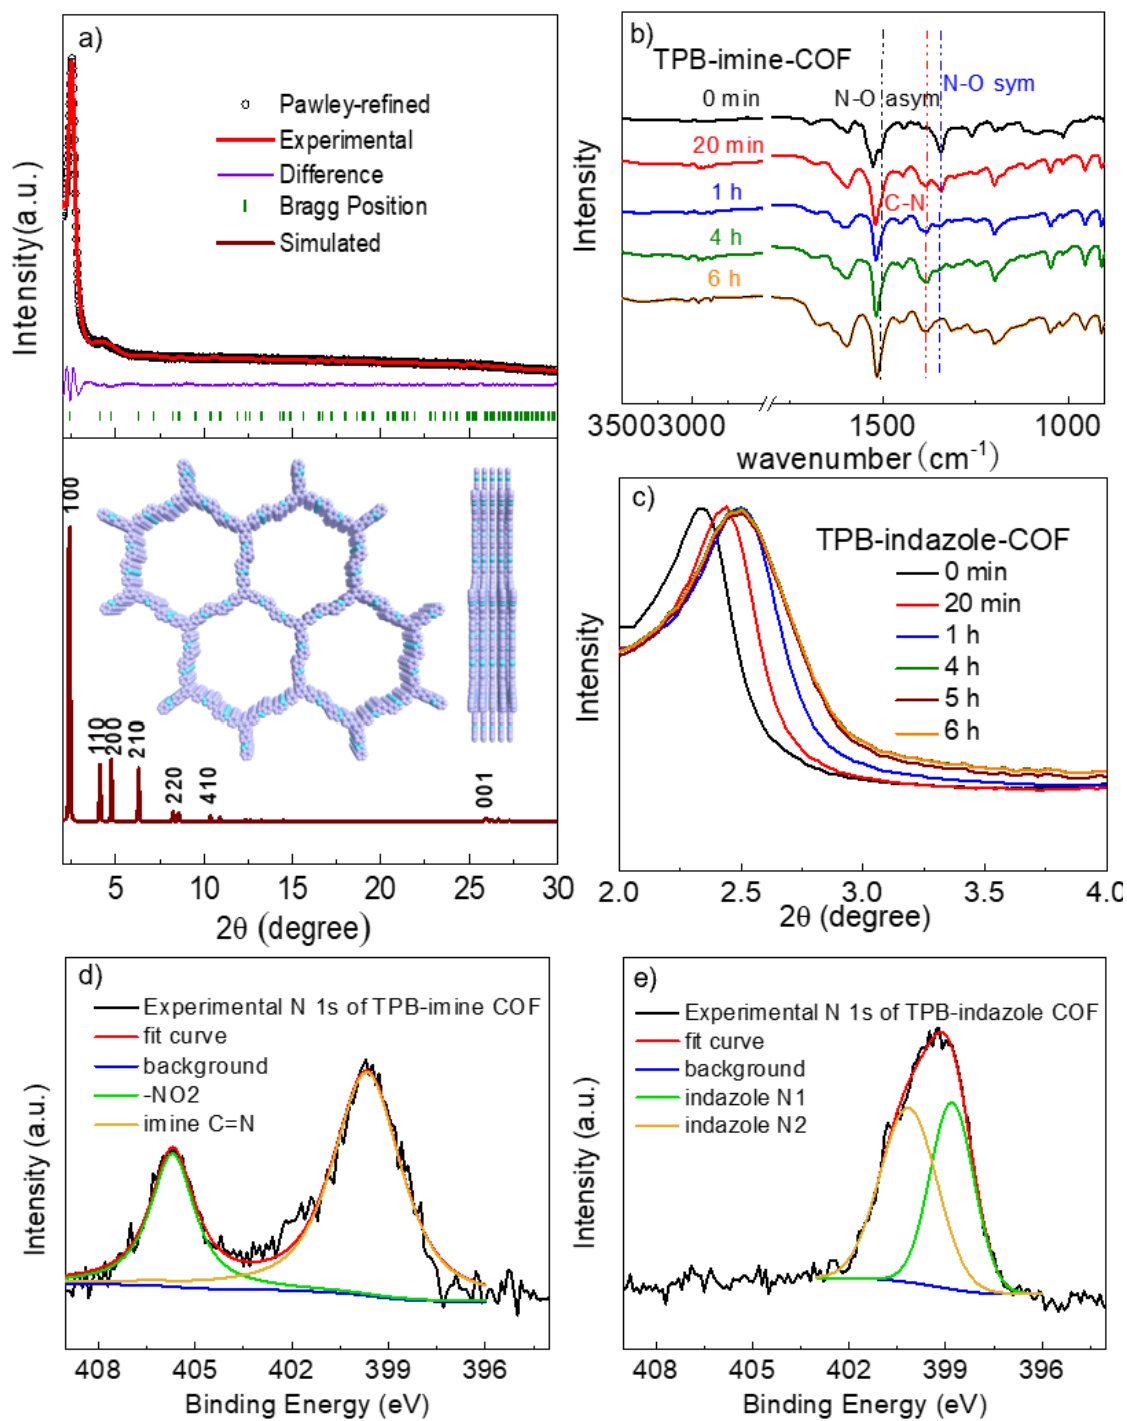 a)
Pawley-refined
Experimental
Difference
Bragg Position
Simulated
Intensity(a.u.)
100
110
200
210
220
410
001
5 10 15 20 25 30
2θ (degree)
b)
TPB-imine-COF
N-O sym
0 min
N-O asym
20 min
1 h
C-N
4 h
6 h
Intensity
3500 3000 1500 1000
wavenumber (cm⁻¹)
c)
TPB-indazole-COF
0 min
20 min
1 h
4 h
5 h
6 h
Intensity
2.0 2.5 3.0 3.5 4.0
2θ (degree)
d)
Experimental N 1s of TPB-imine COF
fit curve
background
-NO2
imine C=N
Intensity (a.u.)
408 405 402 399 396
Binding Energy (eV)
e)
Experimental N 1s of TPB-indazole COF
fit curve
background
indazole N1
indazole N2
Intensity (a.u.)
408 405 402 399 396
Binding Energy (eV)